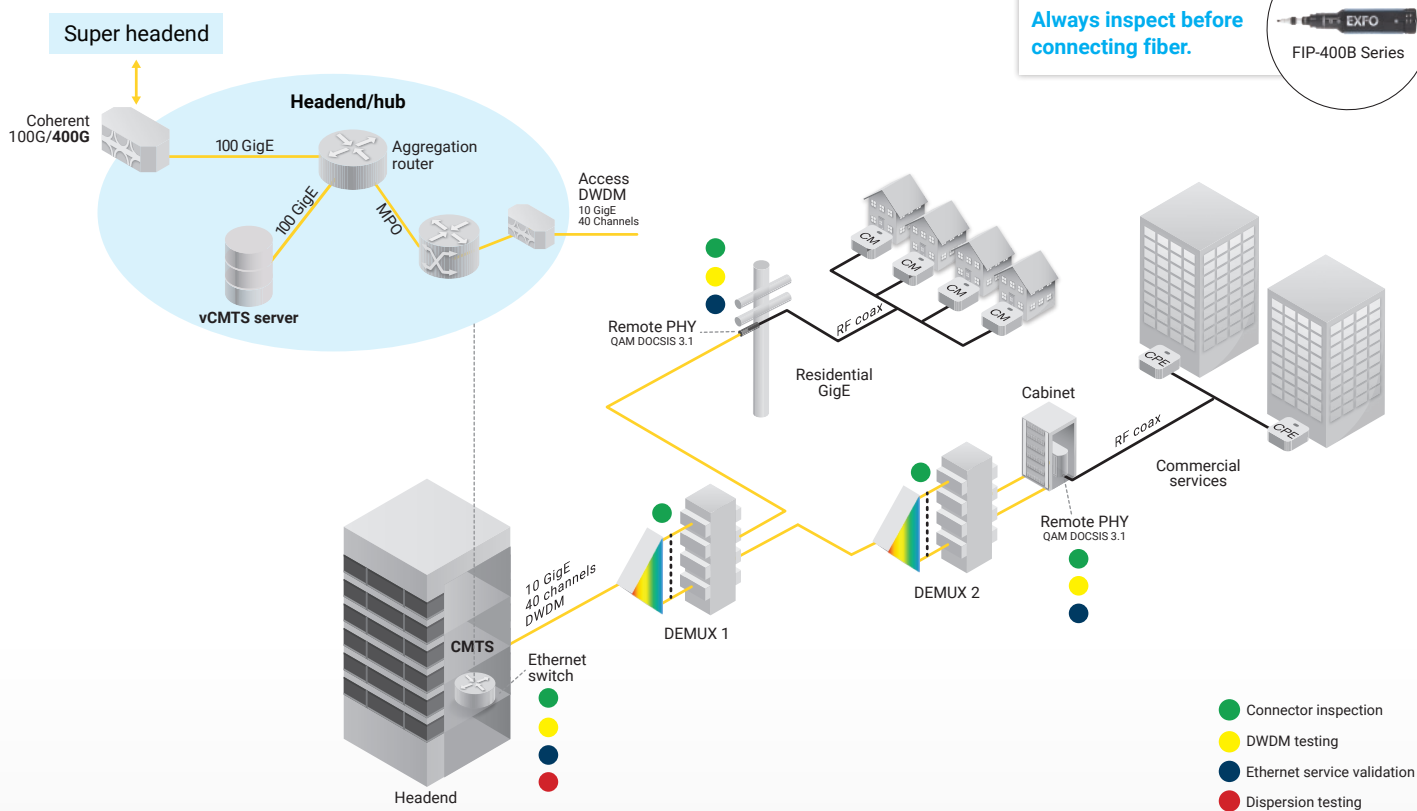 Super headend
Always inspect before
connecting fiber.
EXFO
FIP-400B Series
Headend/hub
Coherent
100G/400G
100 GigE
Aggregation
router
100 GigE
MPO
Access
DWDM
10 GigE
40 Channels
vCMTS server
CM
CM
CM
CM
Remote PHY
QAM DOCSIS 3.1
RF coax
Residential
GigE
CPE
CPE
Cabinet
RF coax
Commercial
services
Remote PHY
QAM DOCSIS 3.1
DEMUX 2
10 GigE
40 channels
DWDM
DEMUX 1
CMTS
Ethernet
switch
Headend
Connector inspection
DWDM testing
Ethernet service validation
Dispersion testing